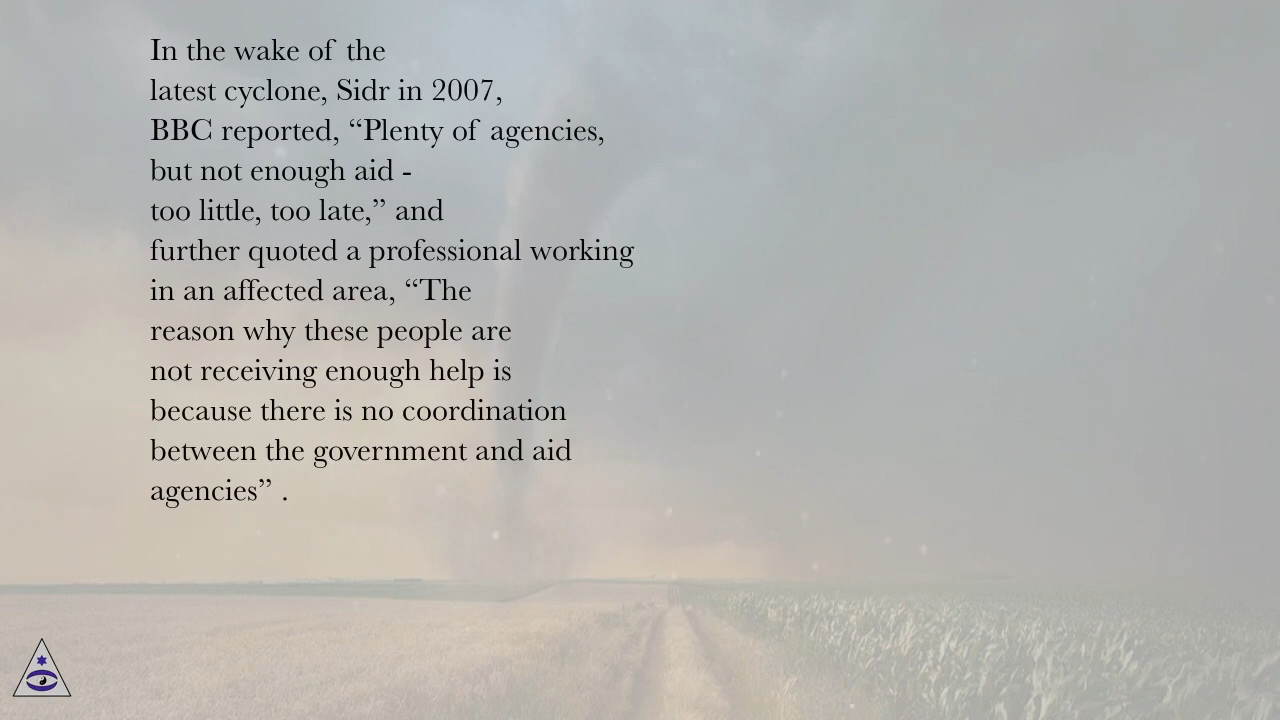 In the wake of the
latest cyclone, Sidr in 2007,
BBC reported, “Plenty of agencies,
but not enough aid -
too little, too late,” and
further quoted a professional working
in an affected area, “The
reason why these people are
not receiving enough help is
because there is no coordination
between the government and aid
agencies” .